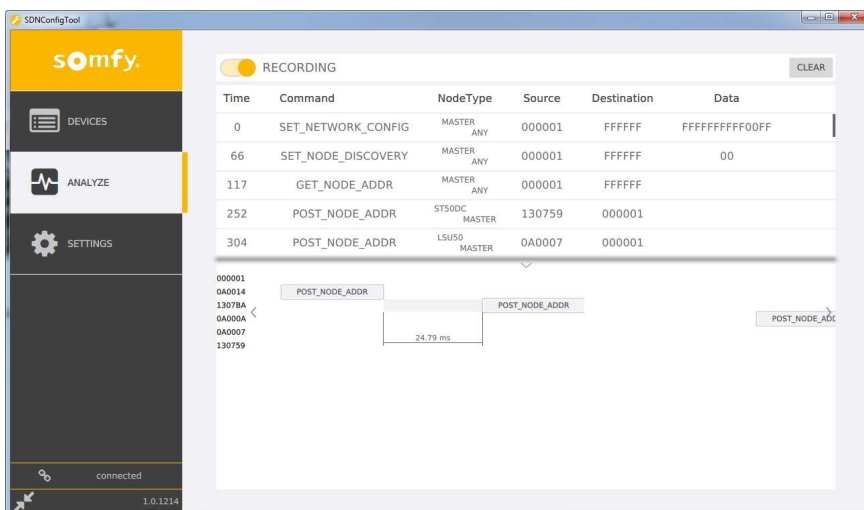 SDNConfigTool
somfy.
DEVICES
ANALYZE
SETTINGS
connected
1.0.1214
RECORDING
CLEAR
Time Command NodeType Source Destination Data
0 SET_NETWORK_CONFIG MASTER ANY 000001 FFFFFF FFFFFFFFFF00FF
66 SET_NODE_DISCOVERY MASTER ANY 000001 FFFFFF 00
117 GET_NODE_ADDR MASTER ANY 000001 FFFFFF
252 POST_NODE_ADDR ST50DC MASTER 130759 000001
304 POST_NODE_ADDR LSU50 MASTER 0A0007 000001
000001
0A0014 POST_NODE_ADDR
1307BA POST_NODE_ADDR
0A000A POST_NODE_ADD
0A0007
24.79 ms
130759